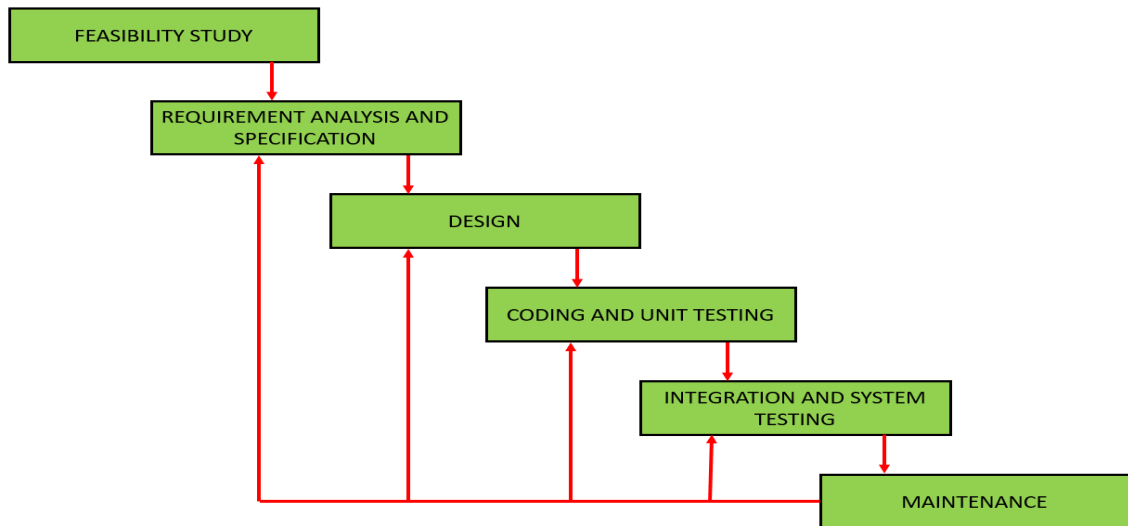 FEASIBILITY STUDY
REQUIREMENT ANALYSIS AND
SPECIFICATION
DESIGN
CODING AND UNIT TESTING
INTEGRATION AND SYSTEM
TESTING
MAINTENANCE